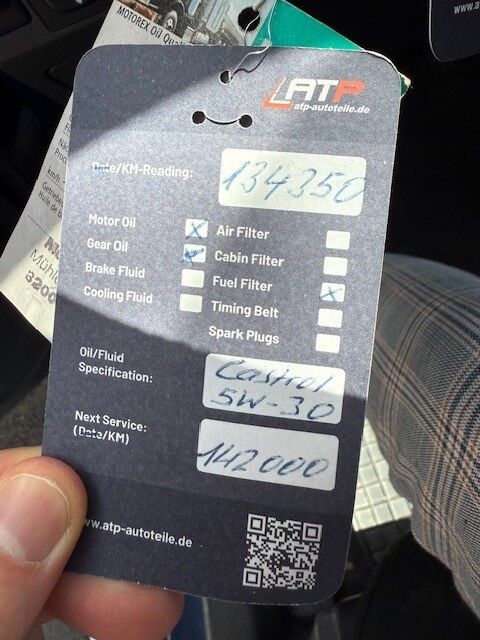 MOTOREX Oil
ATP
atp-autoteile.de
Date/KM-Reading:
134350
Motor Oil
X
Gear Oil
Brake Fluid
Cooling Fluid
Air Filter
Cabin Filter
Fuel Filter
X
Timing Belt
Spark Plugs
Oil/Fluid
Specification:
Castrol
5W-30
Next Service:
(Date/KM)
142000
www.atp-autoteile.de
www.a